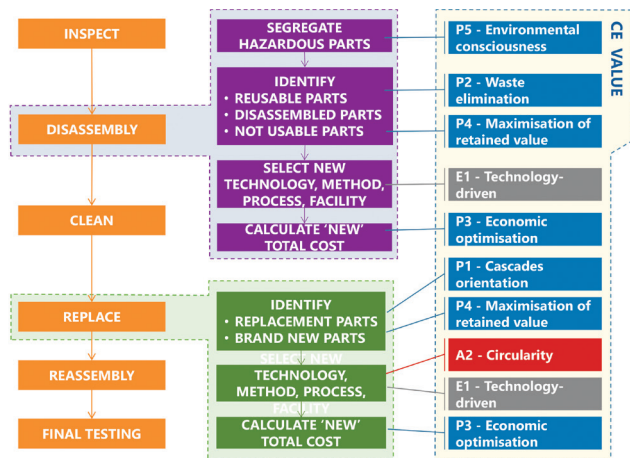 INSPECT
DISASSEMBLY
CLEAN
REPLACE
REASSEMBLY
FINAL TESTING
SEGREGATE
HAZARDOUS PARTS
IDENTIFY
• REUSABLE PARTS
• DISASSEMBLED PARTS
• NOT USABLE PARTS
SELECT NEW
TECHNOLOGY, METHOD,
PROCESS, FACILITY
CALCULATE ‘NEW’
TOTAL COST
IDENTIFY
• REPLACEMENT PARTS
• BRAND NEW PARTS
SELECT NEW
TECHNOLOGY,
METHOD, PROCESS,
FACILITY
CALCULATE ‘NEW’
TOTAL COST
P5 - Environmental
consciousness
P2 - Waste
elimination
P4 - Maximisation of
retained value
E1 - Technology-
driven
P3 - Economic
optimisation
P1 - Cascades
orientation
P4 - Maximisation of
retained value
A2 - Circularity
E1 - Technology-
driven
P3 - Economic
optimisation
CE VALUE